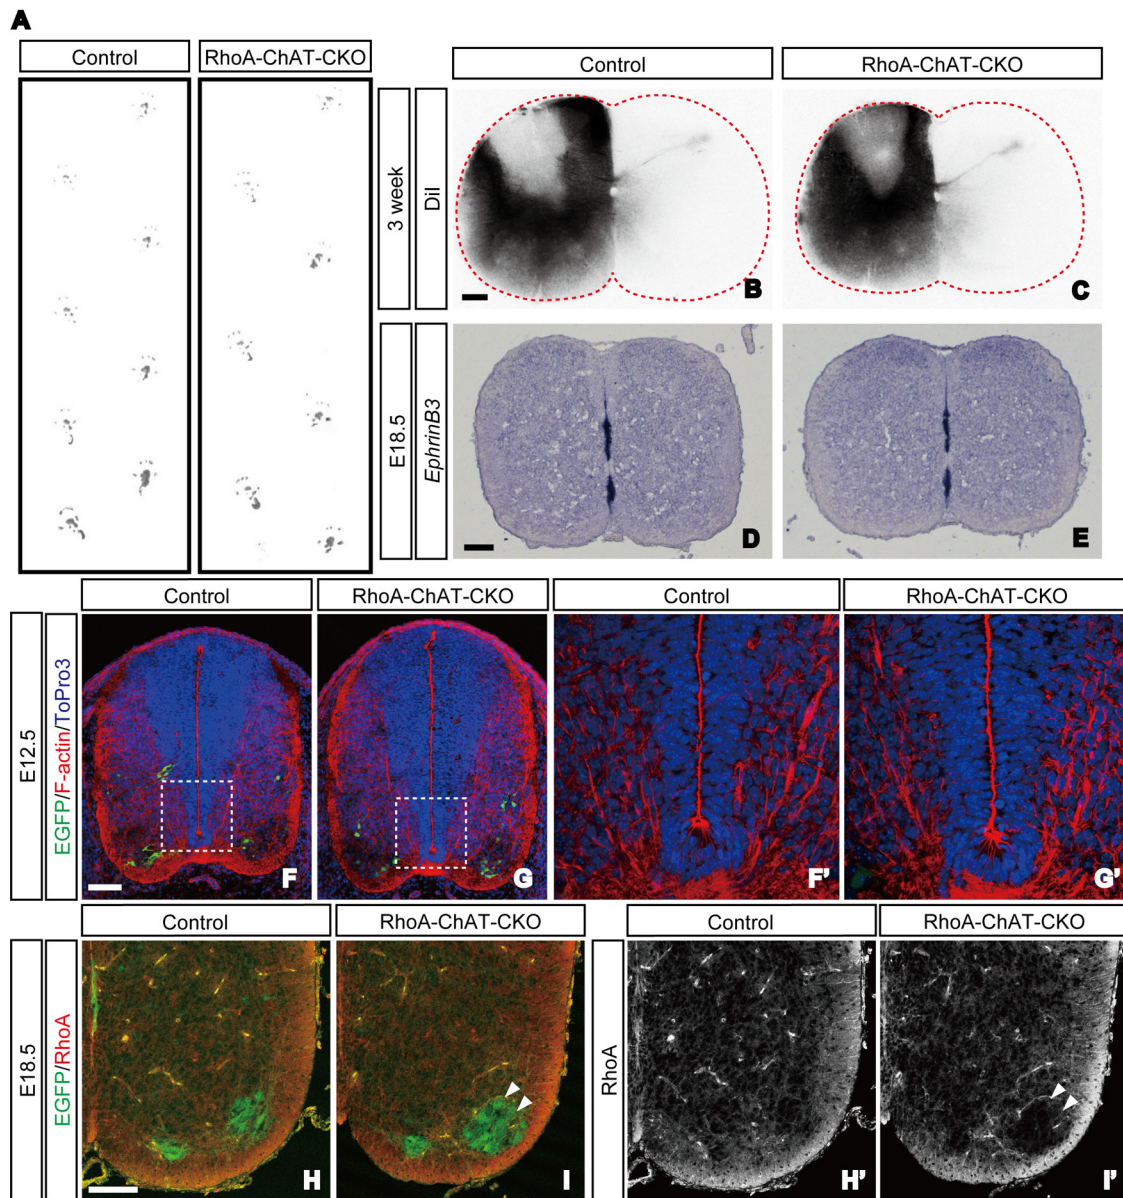 A
Control
RhoA-ChAT-CKO
Control
RhoA-ChAT-CKO
3 week
DiI
B
C
E18.5
EphrinB3
D
E
Control
RhoA-ChAT-CKO
Control
RhoA-ChAT-CKO
E12.5
EGFP/F-actin/ToPro3
F
G
F'
G'
Control
RhoA-ChAT-CKO
Control
RhoA-ChAT-CKO
E18.5
EGFP/RhoA
RhoA
H
I
H'
I'